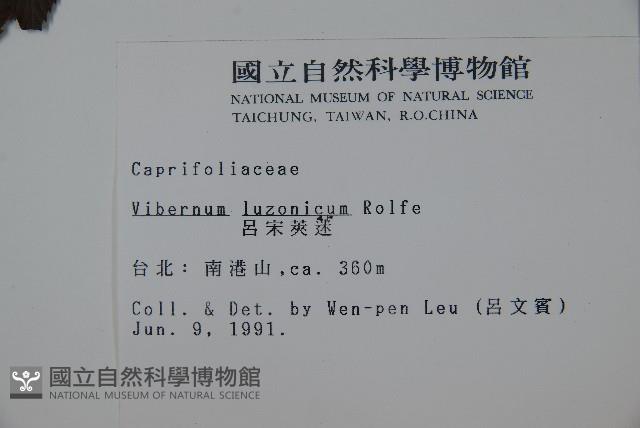 國立自然科學博物館
NATIONAL MUSEUM OF NATURAL SCIENCE
TAICHUNG, TAIWAN, R.O.CHINA
Caprifoliaceae
Vibernum luzonicum Rolfe
呂宋莢蒾
台北：南港山,ca. 360m
Coll. & Det. by Wen-pen Leu (呂文賓)
Jun. 9, 1991.
國立自然科學博物館
NATIONAL MUSEUM OF NATURAL SCIENCE